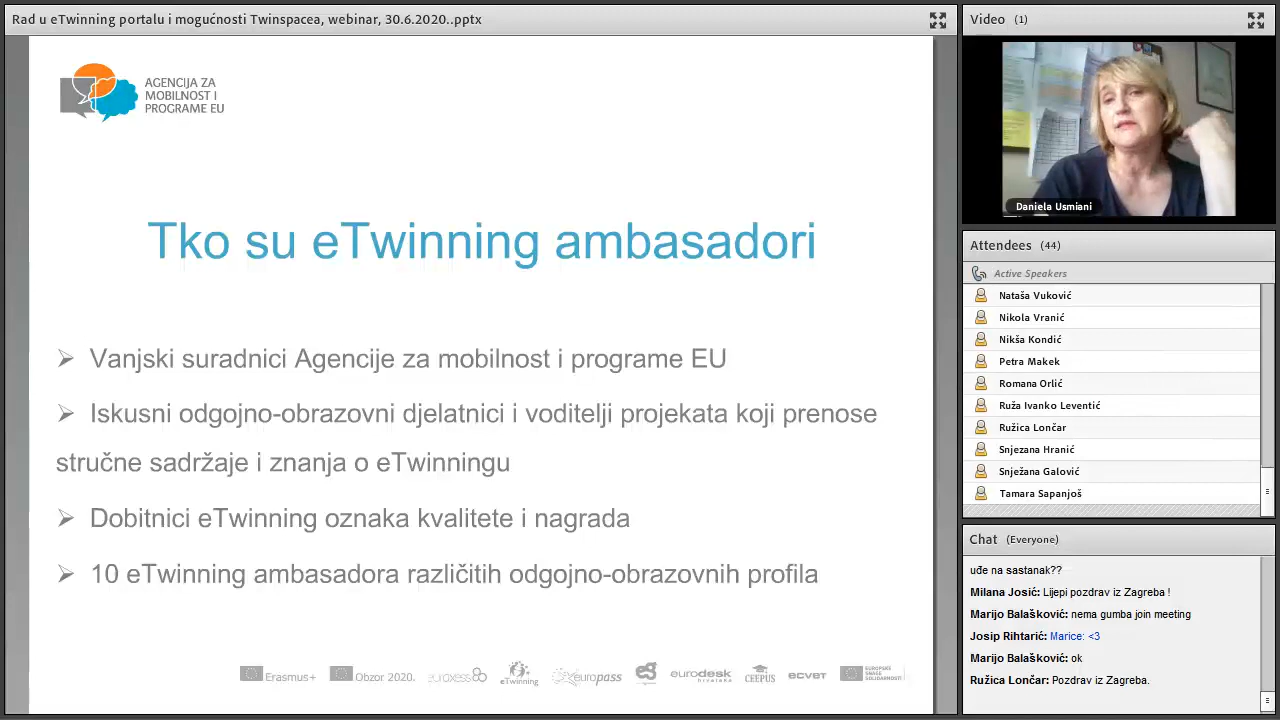 Rad u eTwinning portalu i mogućnosti Twinspacea, webinar, 30.6.2020..pptx
AGENCIJA ZA
MOBILNOST I
PROGRAME EU
Tko su eTwinning ambasadori
Vanjski suradnici Agencije za mobilnost i programe EU
Iskusni odgojno-obrazovni djelatnici i voditelji projekata koji prenose
stručne sadržaje i znanja o eTwinningu
Dobitnici eTwinning oznaka kvalitete i nagrada
10 eTwinning ambasadora različitih odgojno-obrazovnih profila
Erasmus+
Obzor 2020.
euraxess
eTwinning
europass
eurodesk
hrvatska
CEEPUS
ECVET
EUROPSKE
SNAGE
SOLIDARNOSTI
Video (1)
Daniela Usmiani
Attendees (44)
Active Speakers
Nataša Vuković
Nikola Vranić
Nikša Kondić
Petra Makek
Romana Orlić
Ruža Ivanko Leventić
Ružica Lončar
Snjezana Hranić
Snježana Galović
Tamara Sapanjoš
Chat (Everyone)
uđe na sastanak??
Milana Josić: Lijepi pozdrav iz Zagreba !
Marijo Balašković: nema gumba join meeting
Josip Rihtarić: Marice: <3
Marijo Balašković: ok
Ružica Lončar: Pozdrav iz Zagreba.